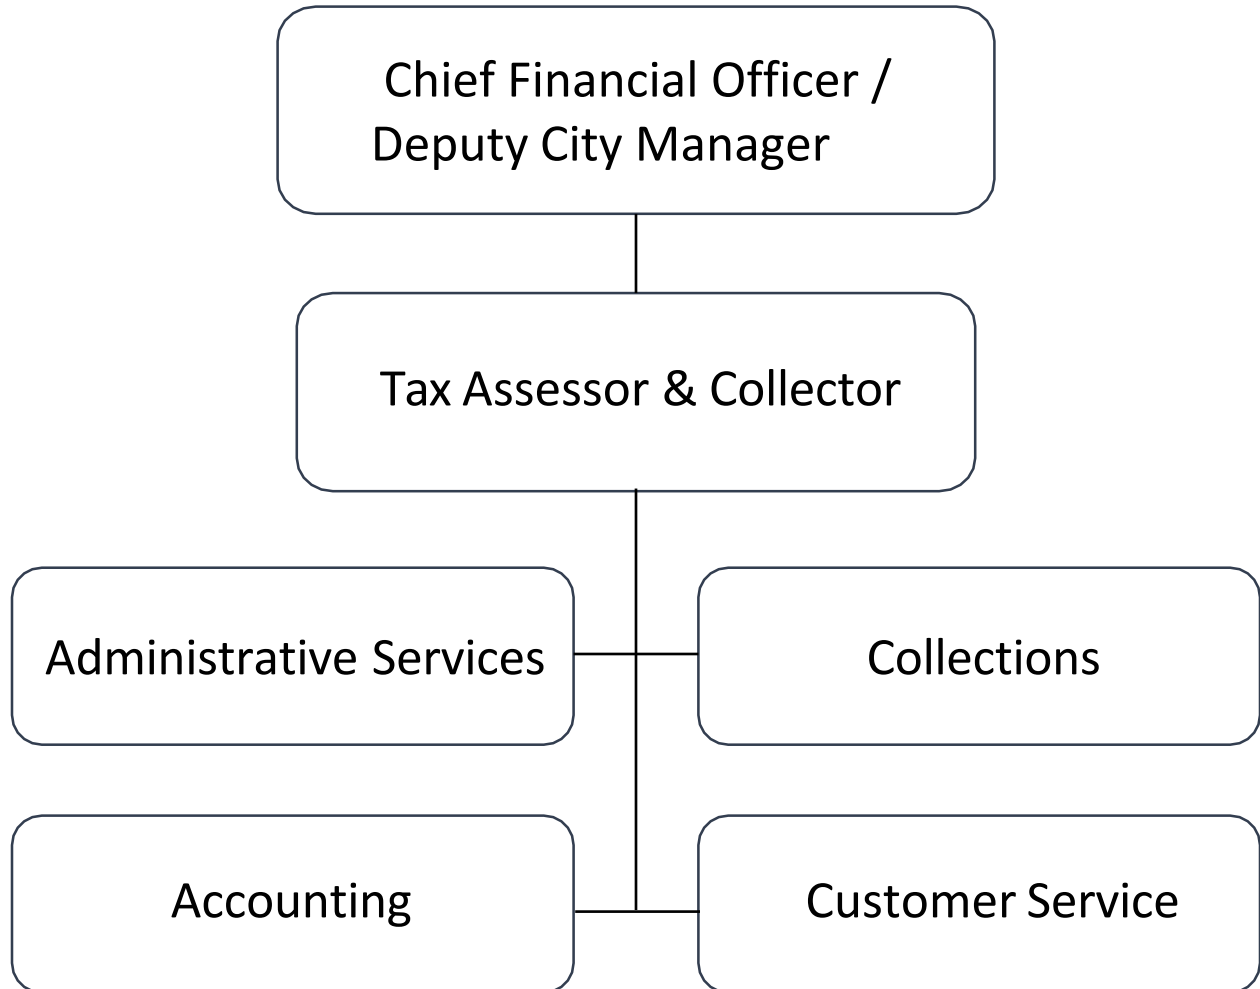 Chief Financial Officer /
Deputy City Manager
Tax Assessor & Collector
Administrative Services
Collections
Accounting
Customer Service